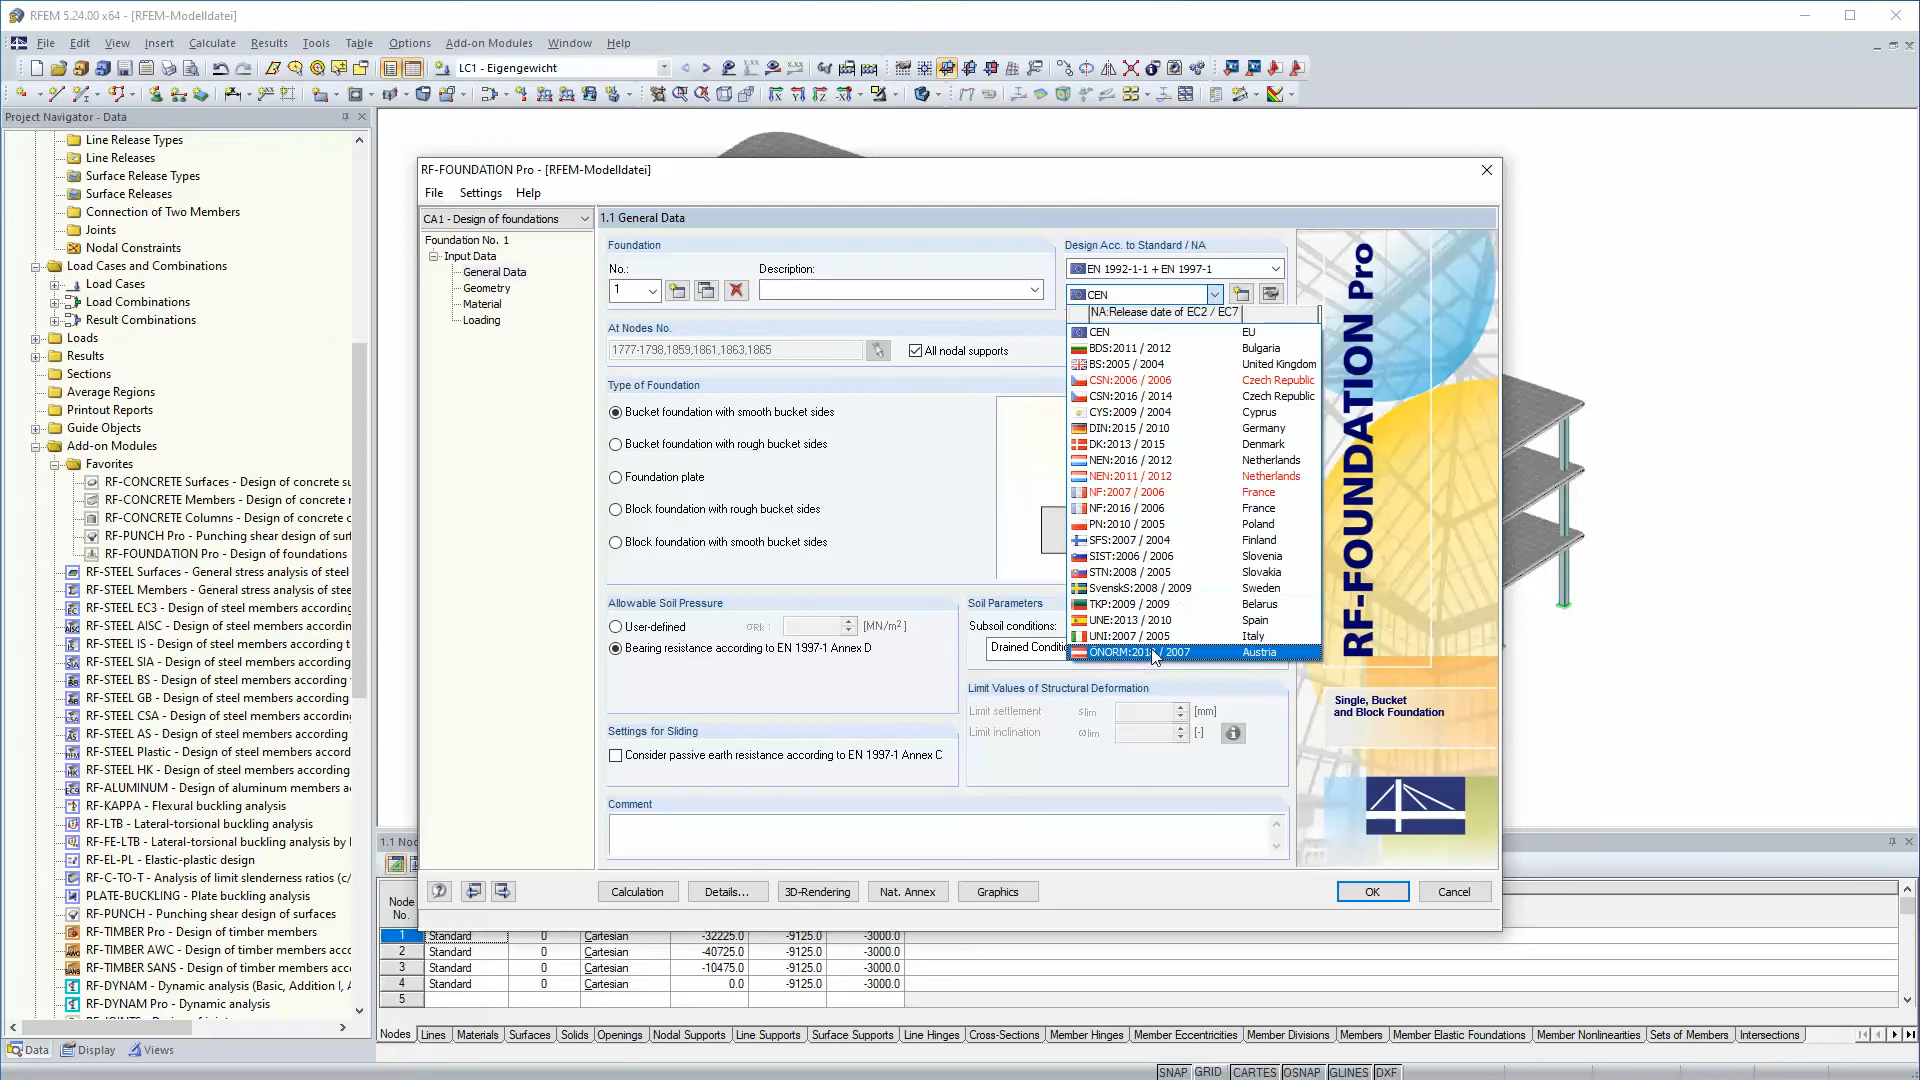 RFEM 5.24.00 x64 - [RFEM-Modelldatei]
File Edit View Insert Calculate Results Tools Table Options Add-on Modules Window Help
LC1 - Eigengewicht
Project Navigator - Data
Line Release Types
Line Releases
Surface Release Types
Surface Releases
Connection of Two Members
Joints
Nodal Constraints
Load Cases and Combinations
Load Cases
Load Combinations
Result Combinations
Loads
Results
Sections
Average Regions
Printout Reports
Guide Objects
Add-on Modules
Favorites
RF-CONCRETE Surfaces - Design of concrete su
RF-CONCRETE Members - Design of concrete r
RF-CONCRETE Columns - Design of concrete c
RF-PUNCH Pro - Punching shear design of surf
RF-FOUNDATION Pro - Design of foundations
RF-STEEL Surfaces - General stress analysis of steel
RF-STEEL Members - General stress analysis of ste
RF-STEEL EC3 - Design of steel members accordin
RF-STEEL AISC - Design of steel members accordi
RF-STEEL IS - Design of steel members according
RF-STEEL SIA - Design of steel members according
RF-STEEL BS - Design of steel members according
RF-STEEL GB - Design of steel members according
RF-STEEL CSA - Design of steel members accordin
RF-STEEL AS - Design of steel members according
RF-STEEL Plastic - Design of steel members accord
RF-STEEL HK - Design of steel members according
RF-ALUMINUM - Design of aluminum members a
RF-KAPPA - Flexural buckling analysis
RF-LTB - Lateral-torsional buckling analysis
RF-FE-LTB - Lateral-torsional buckling analysis by l
RF-EL-PL - Elastic-plastic design
RF-C-TO-T - Analysis of limit slenderness ratios (c/
PLATE-BUCKLING - Plate buckling analysis
RF-PUNCH - Punching shear design of surfaces
RF-TIMBER Pro - Design of timber members
RF-TIMBER AWC - Design of timber members acc
RF-TIMBER SANS - Design of timber members acc
RF-DYNAM - Dynamic analysis (Basic, Addition I, A
RF-DYNAM Pro - Dynamic analysis
Data Display Views
RF-FOUNDATION Pro - [RFEM-Modelldatei]
File Settings Help
CA1 - Design of foundations
Foundation No. 1
Input Data
General Data
Geometry
Material
Loading
1.1 General Data
Foundation
No.: Description:
1
At Nodes No.
1777-1798,1859,1861,1863,1865
All nodal supports
Type of Foundation
Bucket foundation with smooth bucket sides
Bucket foundation with rough bucket sides
Foundation plate
Block foundation with rough bucket sides
Block foundation with smooth bucket sides
Allowable Soil Pressure
User-defined σRk : [MN/m²]
Bearing resistance according to EN 1997-1 Annex D
Settings for Sliding
Consider passive earth resistance according to EN 1997-1 Annex C
Comment
Design Acc. to Standard / NA
EN 1992-1-1 + EN 1997-1
CEN
NA:Release date of EC2 / EC7
CEN EU
BDS:2011 / 2012 Bulgaria
BS:2005 / 2004 United Kingdom
CSN:2006 / 2006 Czech Republic
CSN:2016 / 2014 Czech Republic
CYS:2009 / 2004 Cyprus
DIN:2015 / 2010 Germany
DK:2013 / 2015 Denmark
NEN:2016 / 2012 Netherlands
NEN:2011 / 2012 Netherlands
NF:2007 / 2006 France
NF:2016 / 2006 France
PN:2010 / 2005 Poland
SFS:2007 / 2004 Finland
SIST:2006 / 2006 Slovenia
STN:2008 / 2005 Slovakia
SvenskS:2008 / 2009 Sweden
TKP:2009 / 2009 Belarus
UNE:2013 / 2010 Spain
UNI:2007 / 2005 Italy
/ 2007 Austria
Soil Parameters
Subsoil conditions:
Drained Conditi
Limit Values of Structural Deformation
Limit settlement slim [mm]
Limit inclination ωlim [-]
RF-FOUNDATION Pro
Single, Bucket
and Block Foundation
Calculation Details... 3D-Rendering Nat. Annex Graphics OK Cancel
1.1 No
Node
No.
1 Standard 0 Cartesian -32225.0 -9125.0 -3000.0
2 Standard 0 Cartesian -40725.0 -9125.0 -3000.0
3 Standard 0 Cartesian -10475.0 -9125.0 -3000.0
4 Standard 0 Cartesian 0.0 -9125.0 -3000.0
5
Nodes Lines Materials Surfaces Solids Openings Nodal Supports Line Supports Surface Supports Line Hinges Cross-Sections Member Hinges Member Eccentricities Member Divisions Members Member Elastic Foundations Member Nonlinearities Sets of Members Intersections
SNAP GRID CARTES OSNAP GLINES DXF